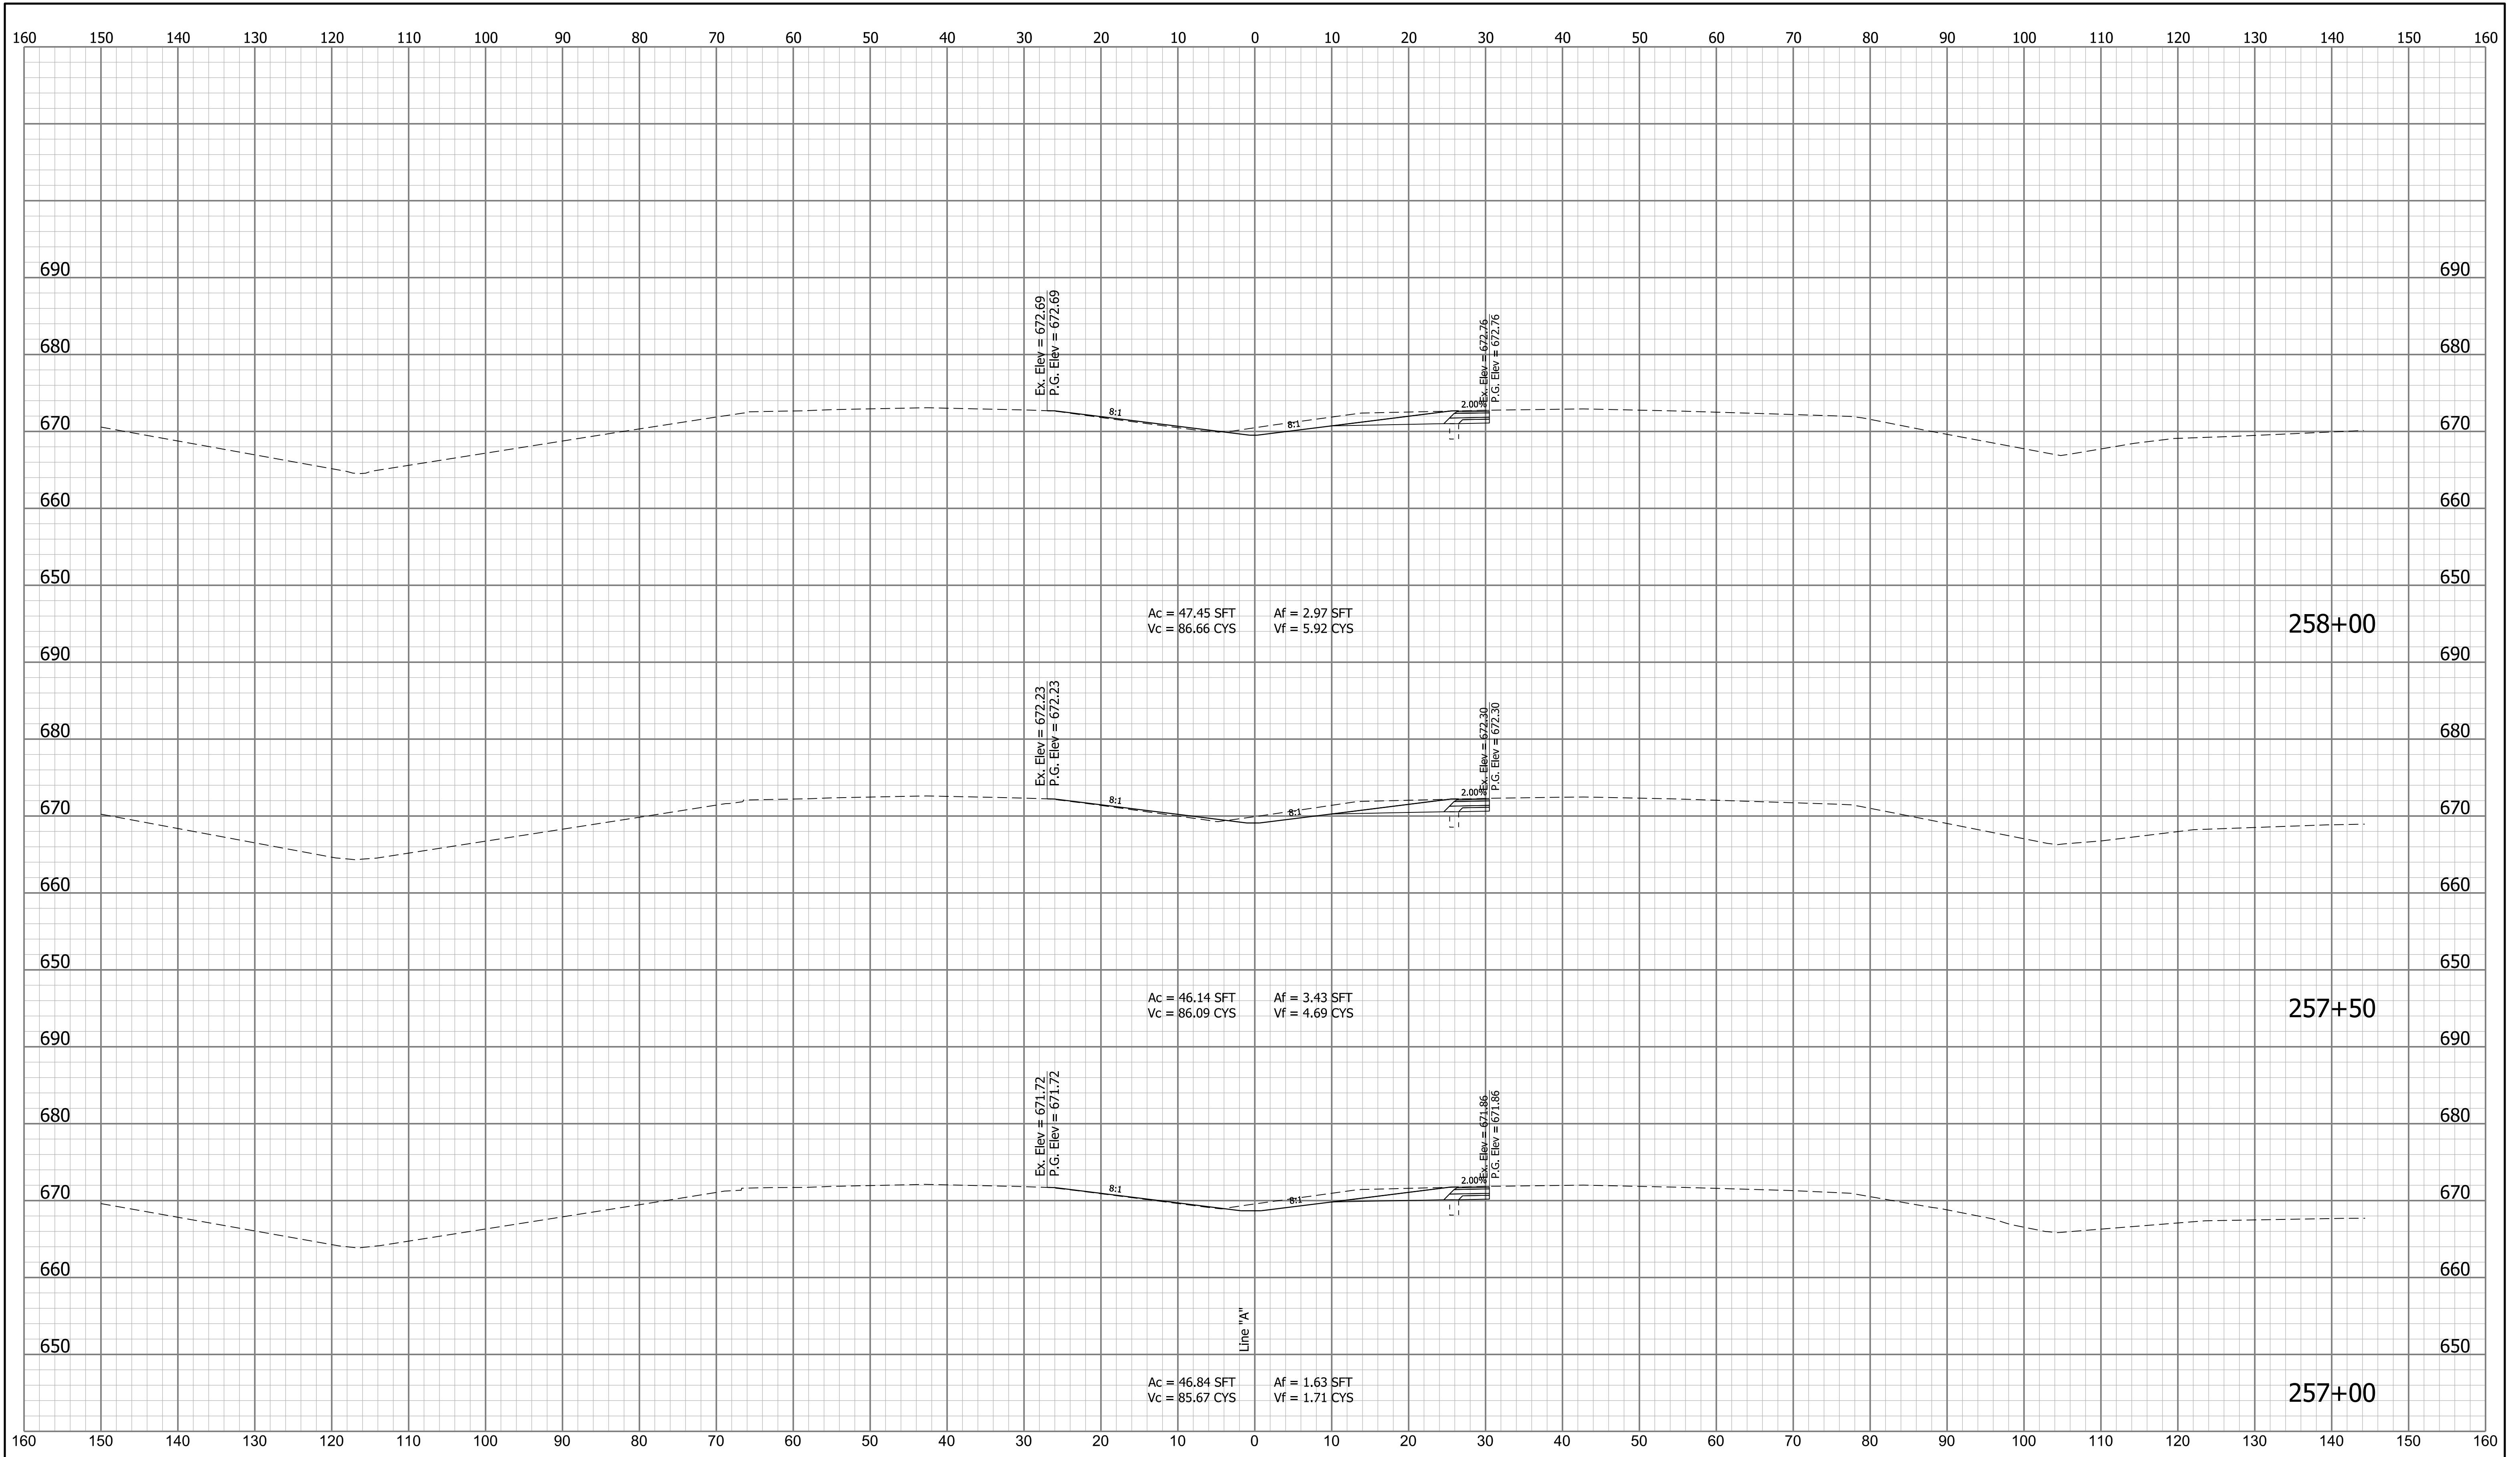 160 150 140 130 120 110 100 90 80 70 60 50 40 30 20 10 0 10 20 30 40 50 60 70 80 90 100 110 120 130 140 150 160
690 690
Ex. Elev = 672.69
P.G. Elev = 672.69
Ex. Elev = 672.76
P.G. Elev = 672.76
680 680
8:1 8:1 2.00%
670 670
660 660
650 650
Ac = 47.45 SFT Af = 2.97 SFT
Vc = 86.66 CYS Vf = 5.92 CYS
258+00
690 690
Ex. Elev = 672.23
P.G. Elev = 672.23
Ex. Elev = 672.30
P.G. Elev = 672.30
680 680
8:1 8:1 2.00%
670 670
660 660
650 650
Ac = 46.14 SFT Af = 3.43 SFT
Vc = 86.09 CYS Vf = 4.69 CYS
257+50
690 690
Ex. Elev = 671.72
P.G. Elev = 671.72
Ex. Elev = 671.86
P.G. Elev = 671.86
680 680
8:1 8:1 2.00%
670 670
660 660
Line "A"
650 650
Ac = 46.84 SFT Af = 1.63 SFT
Vc = 85.67 CYS Vf = 1.71 CYS
257+00
160 150 140 130 120 110 100 90 80 70 60 50 40 30 20 10 0 10 20 30 40 50 60 70 80 90 100 110 120 130 140 150 160